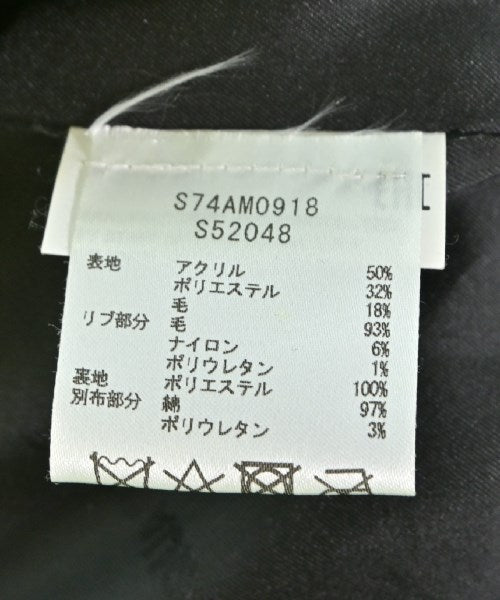 S74AM0918
S52048
表地 アクリル 50%
ポリエステル 32%
毛 18%
リブ部分 毛 93%
ナイロン 6%
ポリウレタン 1%
裏地 ポリエステル 100%
別布部分 綿 97%
ポリウレタン 3%